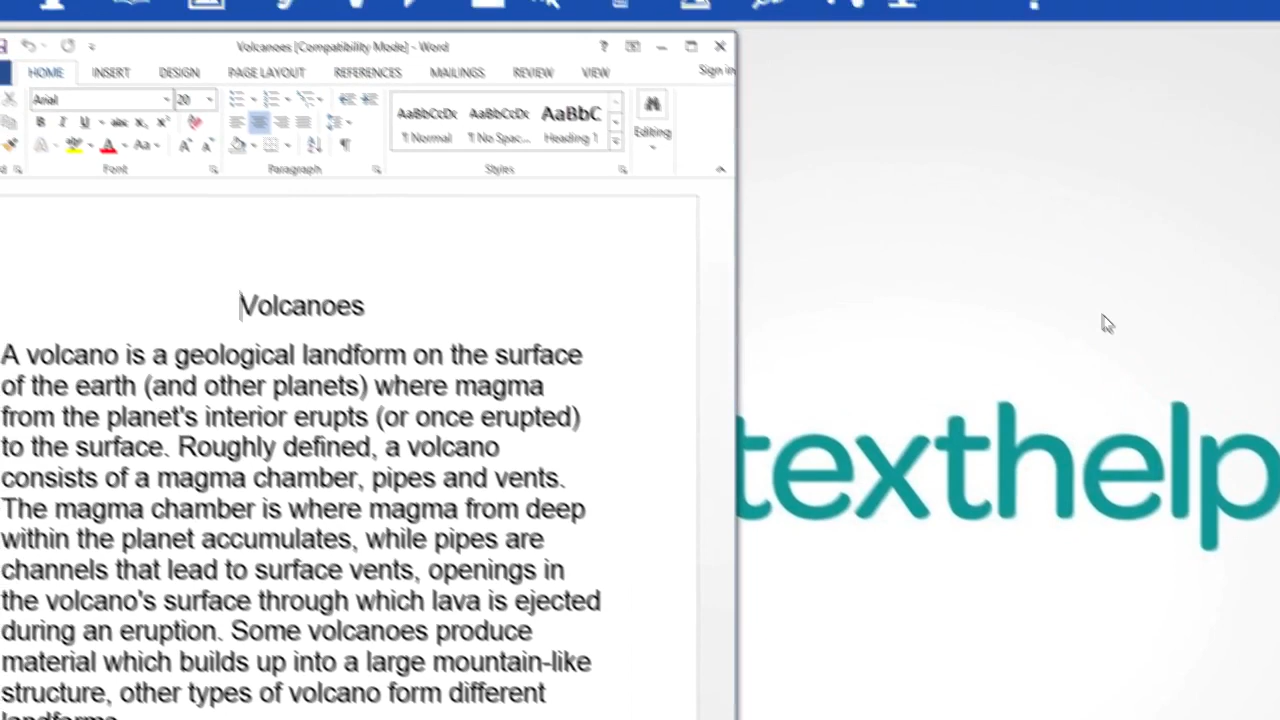 Volcanoes [Compatibility Mode] - Word
HOME INSERT DESIGN PAGE LAYOUT REFERENCES MAILINGS REVIEW VIEW Sign in
Arial 20
AaBbCcDc AaBbCcDc AaBbC
¶ Normal ¶ No Spac... Heading 1
Editing
Font Paragraph Styles
Volcanoes
A volcano is a geological landform on the surface
of the earth (and other planets) where magma
from the planet's interior erupts (or once erupted)
to the surface. Roughly defined, a volcano
consists of a magma chamber, pipes and vents.
The magma chamber is where magma from deep
within the planet accumulates, while pipes are
channels that lead to surface vents, openings in
the volcano's surface through which lava is ejected
during an eruption. Some volcanoes produce
material which builds up into a large mountain-like
structure, other types of volcano form different
landforms.
texthelp